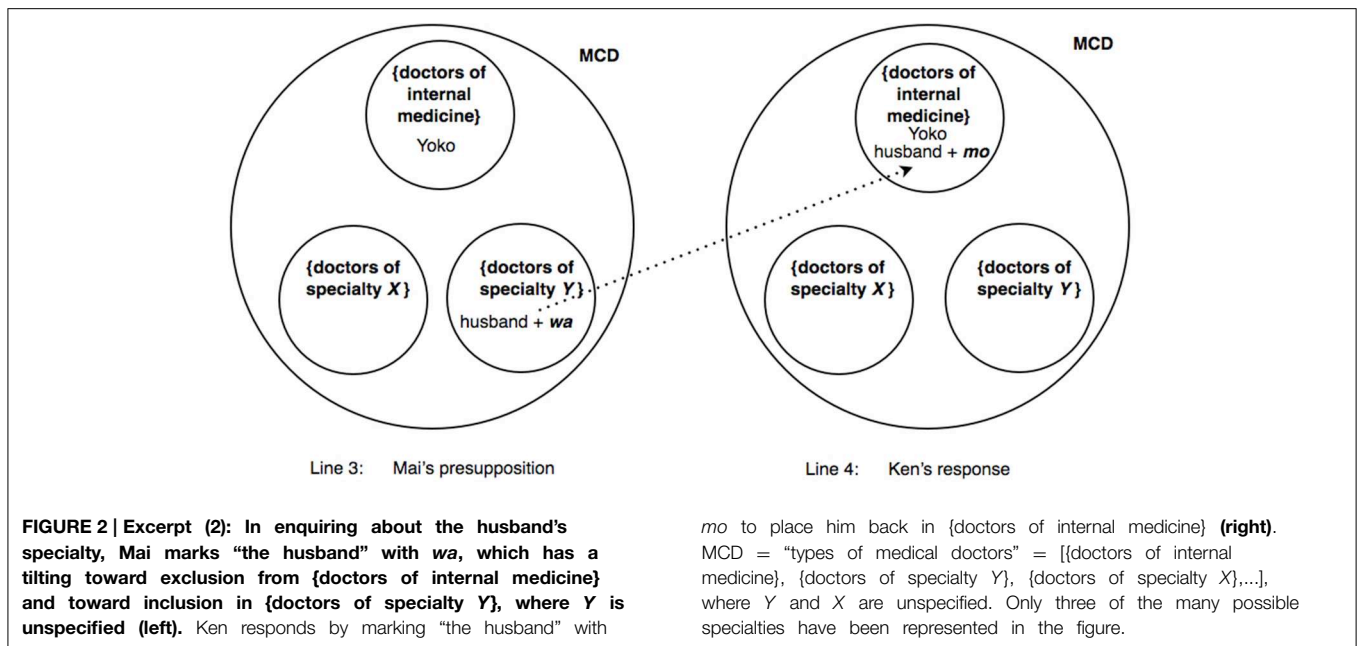 MCD
{doctors of
internal
medicine}
Yoko
{doctors of
specialty X}
{doctors of
specialty Y}
husband + wa
Line 3: Mai's presupposition
MCD
{doctors of
internal
medicine}
Yoko
husband + mo
{doctors of
specialty X}
{doctors of
specialty Y}
Line 4: Ken's response
FIGURE 2 | Excerpt (2): In enquiring about the husband's
specialty, Mai marks “the husband” with wa, which has a
tilting toward exclusion from {doctors of internal medicine}
and toward inclusion in {doctors of specialty Y}, where Y is
unspecified (left). Ken responds by marking “the husband” with
mo to place him back in {doctors of internal medicine} (right).
MCD = “types of medical doctors” = [{doctors of internal
medicine}, {doctors of specialty Y}, {doctors of specialty X},...],
where Y and X are unspecified. Only three of the many possible
specialties have been represented in the figure.